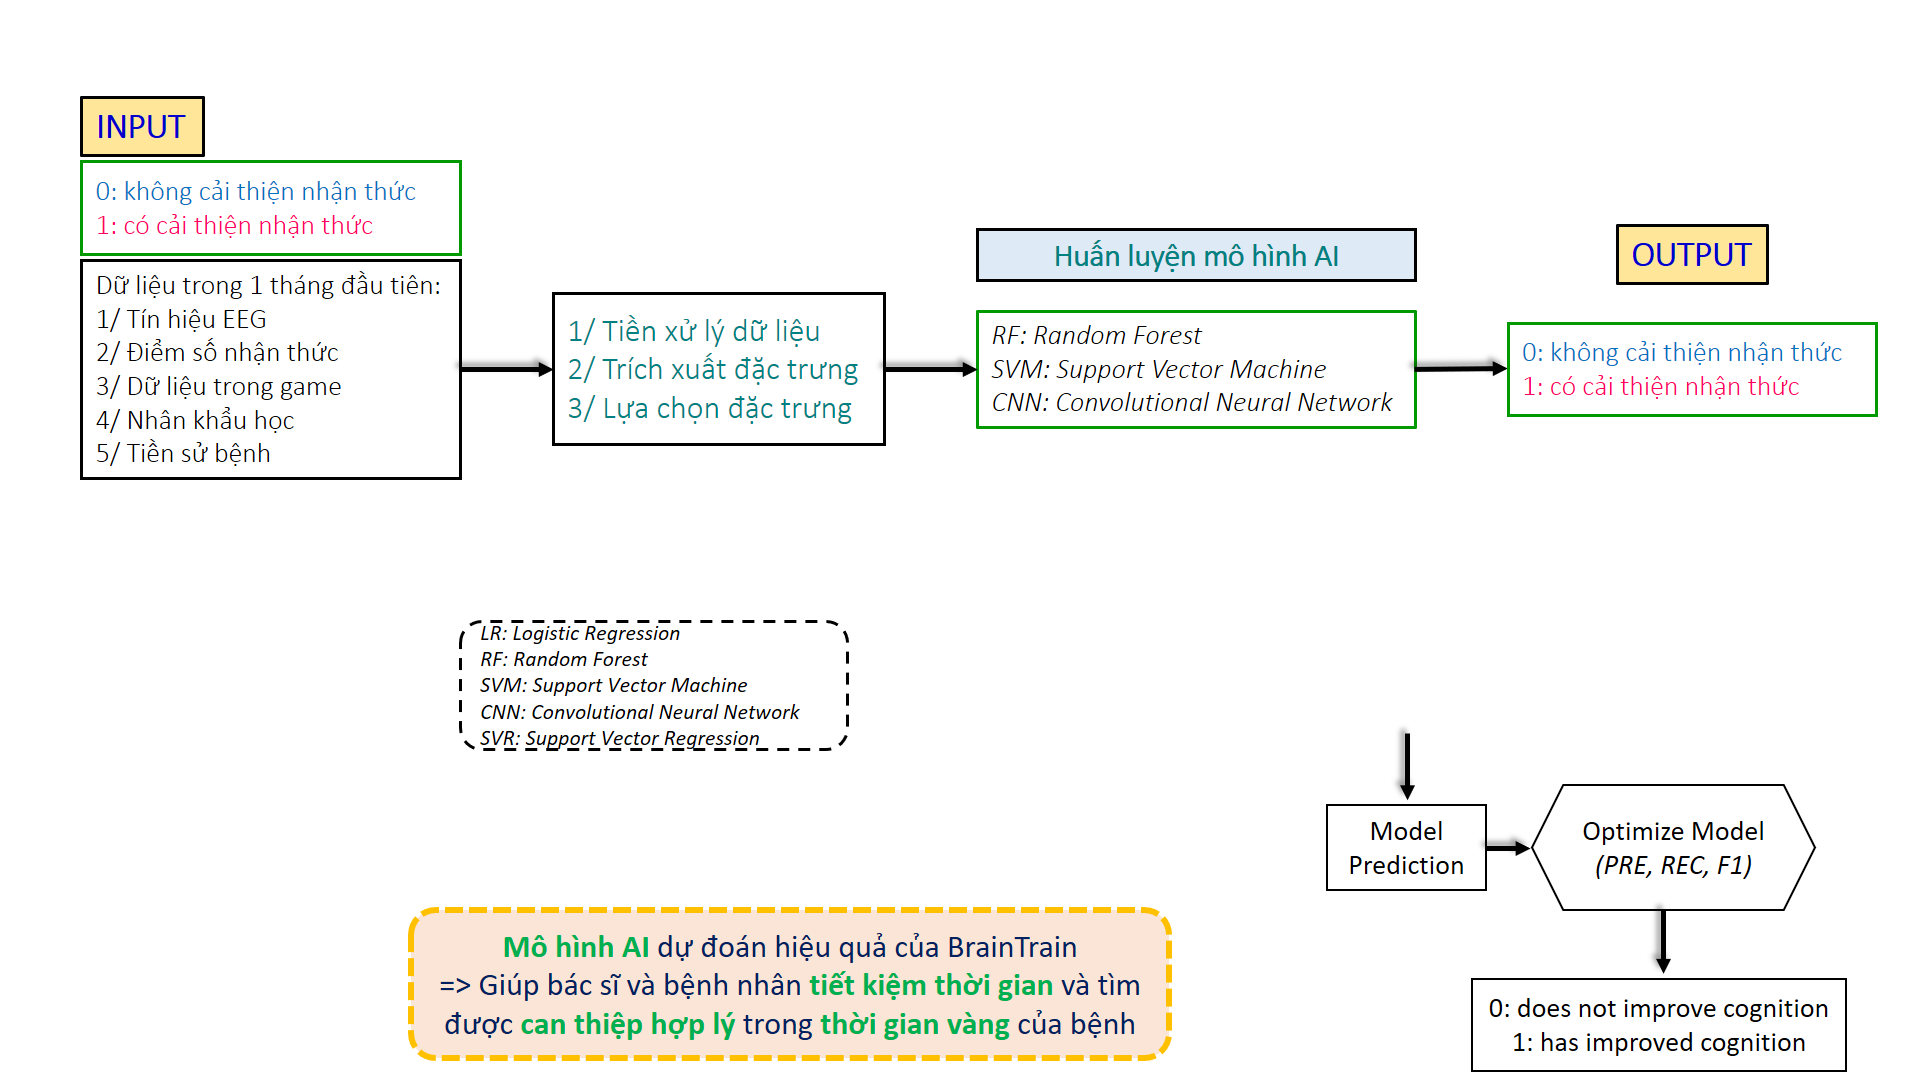 INPUT
0: không cải thiện nhận thức
1: có cải thiện nhận thức
Dữ liệu trong 1 tháng đầu tiên:
1/ Tín hiệu EEG
2/ Điểm số nhận thức
3/ Dữ liệu trong game
4/ Nhân khẩu học
5/ Tiền sử bệnh
1/ Tiền xử lý dữ liệu
2/ Trích xuất đặc trưng
3/ Lựa chọn đặc trưng
Huấn luyện mô hình AI
RF: Random Forest
SVM: Support Vector Machine
CNN: Convolutional Neural Network
OUTPUT
0: không cải thiện nhận thức
1: có cải thiện nhận thức
LR: Logistic Regression
RF: Random Forest
SVM: Support Vector Machine
CNN: Convolutional Neural Network
SVR: Support Vector Regression
Model
Prediction
Optimize Model
(PRE, REC, F1)
0: does not improve cognition
1: has improved cognition
Mô hình AI dự đoán hiệu quả của BrainTrain
=> Giúp bác sĩ và bệnh nhân tiết kiệm thời gian và tìm
được can thiệp hợp lý trong thời gian vàng của bệnh